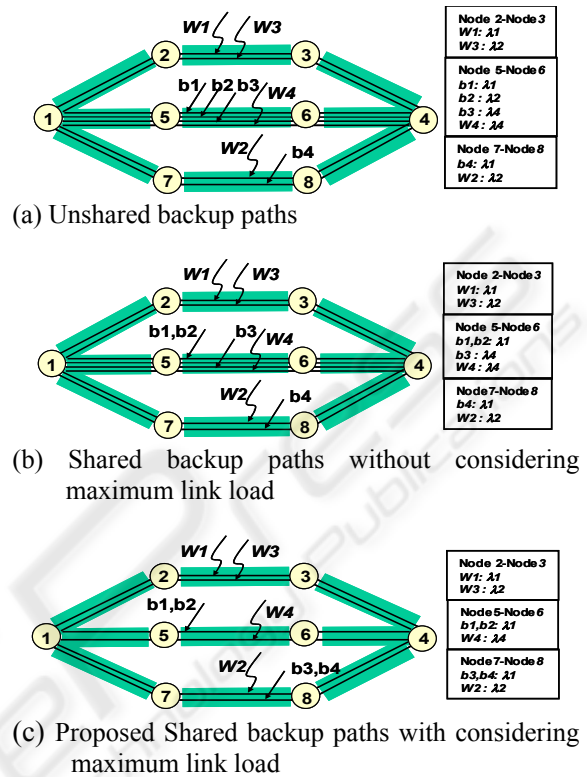 W1 W3
2 3
b1 b2 b3
W4
1 5 6 4
W2 b4
7 8
Node 2-Node3
W1: λ1
W3 : λ2
Node 5-Node6
b1: λ1
b2 : λ2
b3 : λ4
W4 : λ4
Node 7-Node8
b4: λ1
W2 : λ2
(a) Unshared backup paths
W1 W3
2 3
b1,b2 b3
W4
1 5 6 4
W2 b4
7 8
Node 2-Node3
W1: λ1
W3 : λ2
Node 5-Node6
b1,b2: λ1
b3 : λ4
W4 : λ4
Node7-Node8
b4: λ1
W2 : λ2
(b) Shared backup paths without considering
maximum link load
W1 W3
2 3
b1,b2
W4
1 5 6 4
W2 b3,b4
7 8
Node 2-Node3
W1: λ1
W3 : λ2
Node5-Node6
b1,b2: λ1
W4 : λ4
Node7-Node8
b3,b4: λ1
W2 : λ2
(c) Proposed Shared backup paths with considering
maximum link load